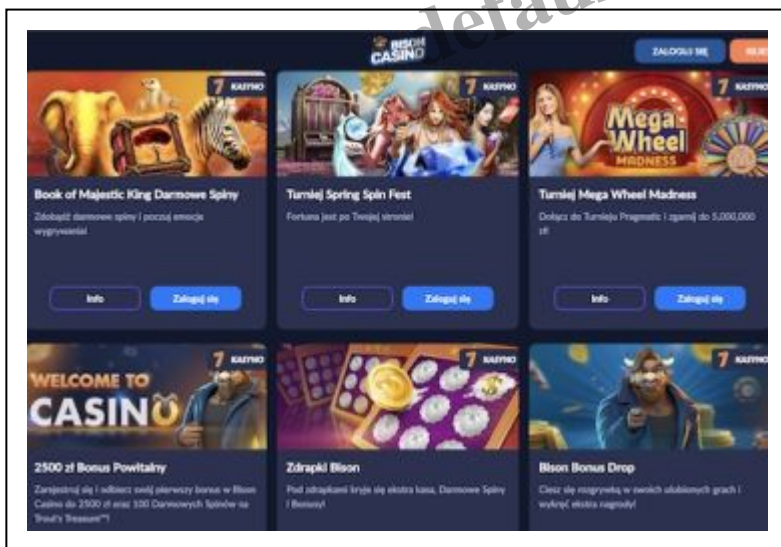 default
BISON
CASINO
ZALOGUJ SIĘ
7 KASYNO
7 KASYNO
7 KASYNO
Mega
Wheel
MADNESS
Book of Majestic King Darmowe Spiny
Turniej Spring Spin Fest
Turniej Mega Wheel Madness
Zdobądź darmowe spiny i poczuj emocje
wygrywania!
Fortuna jest po Twojej stronie!
Dołącz do Turnieju Pragmatic i zgarnij do 5,000,000
zł!
Info
Zaloguj się
Info
Zaloguj się
Info
Zaloguj się
7 KASYNO
7 KASYNO
7 KASYNO
WELCOME TO
CASINO
2500 zł Bonus Powitalny
Zdrapki Bison
Bison Bonus Drop
Zarejestruj się i odbierz swój pierwszy bonus w Bison
Casino do 2500 zł oraz 100 Darmowych Spinów na
Trout's Treasure™!
Pod zdrapkami kryje się ekstra kasa, Darmowe Spiny
i Bonusy!
Ciesz się rozgrywką w swoich ulubionych grach i
wykręć ekstra nagrody!